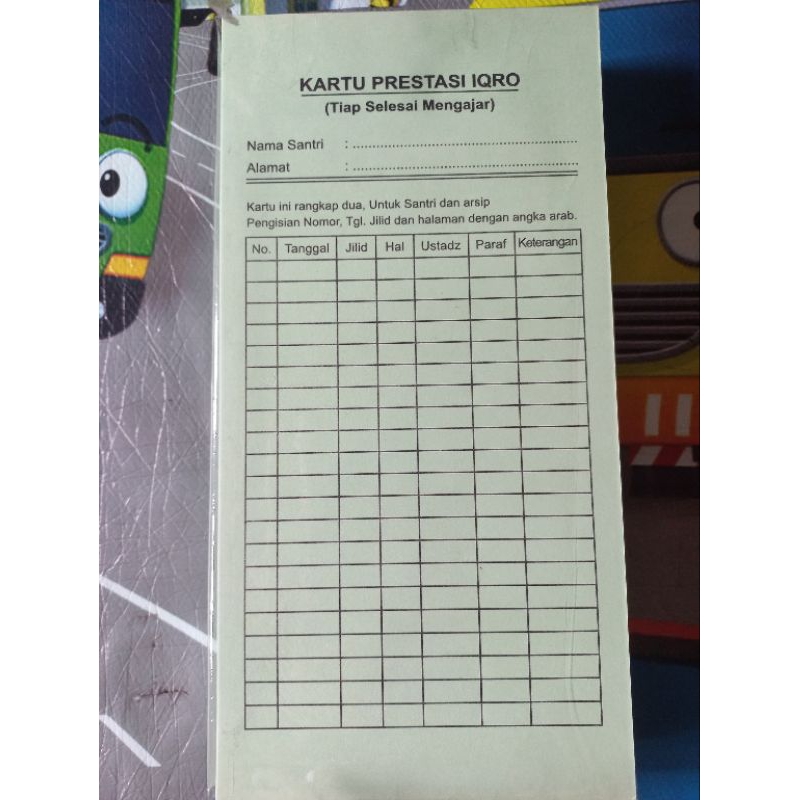 KARTU PRESTASI IQRO
(Tiap Selesai Mengajar)
Nama Santri : ........................................................
Alamat : ........................................................
Kartu ini rangkap dua, Untuk Santri dan arsip
Pengisian Nomor, Tgl. Jilid dan halaman dengan angka arab.
No. Tanggal Jilid Hal Ustadz Paraf Keterangan